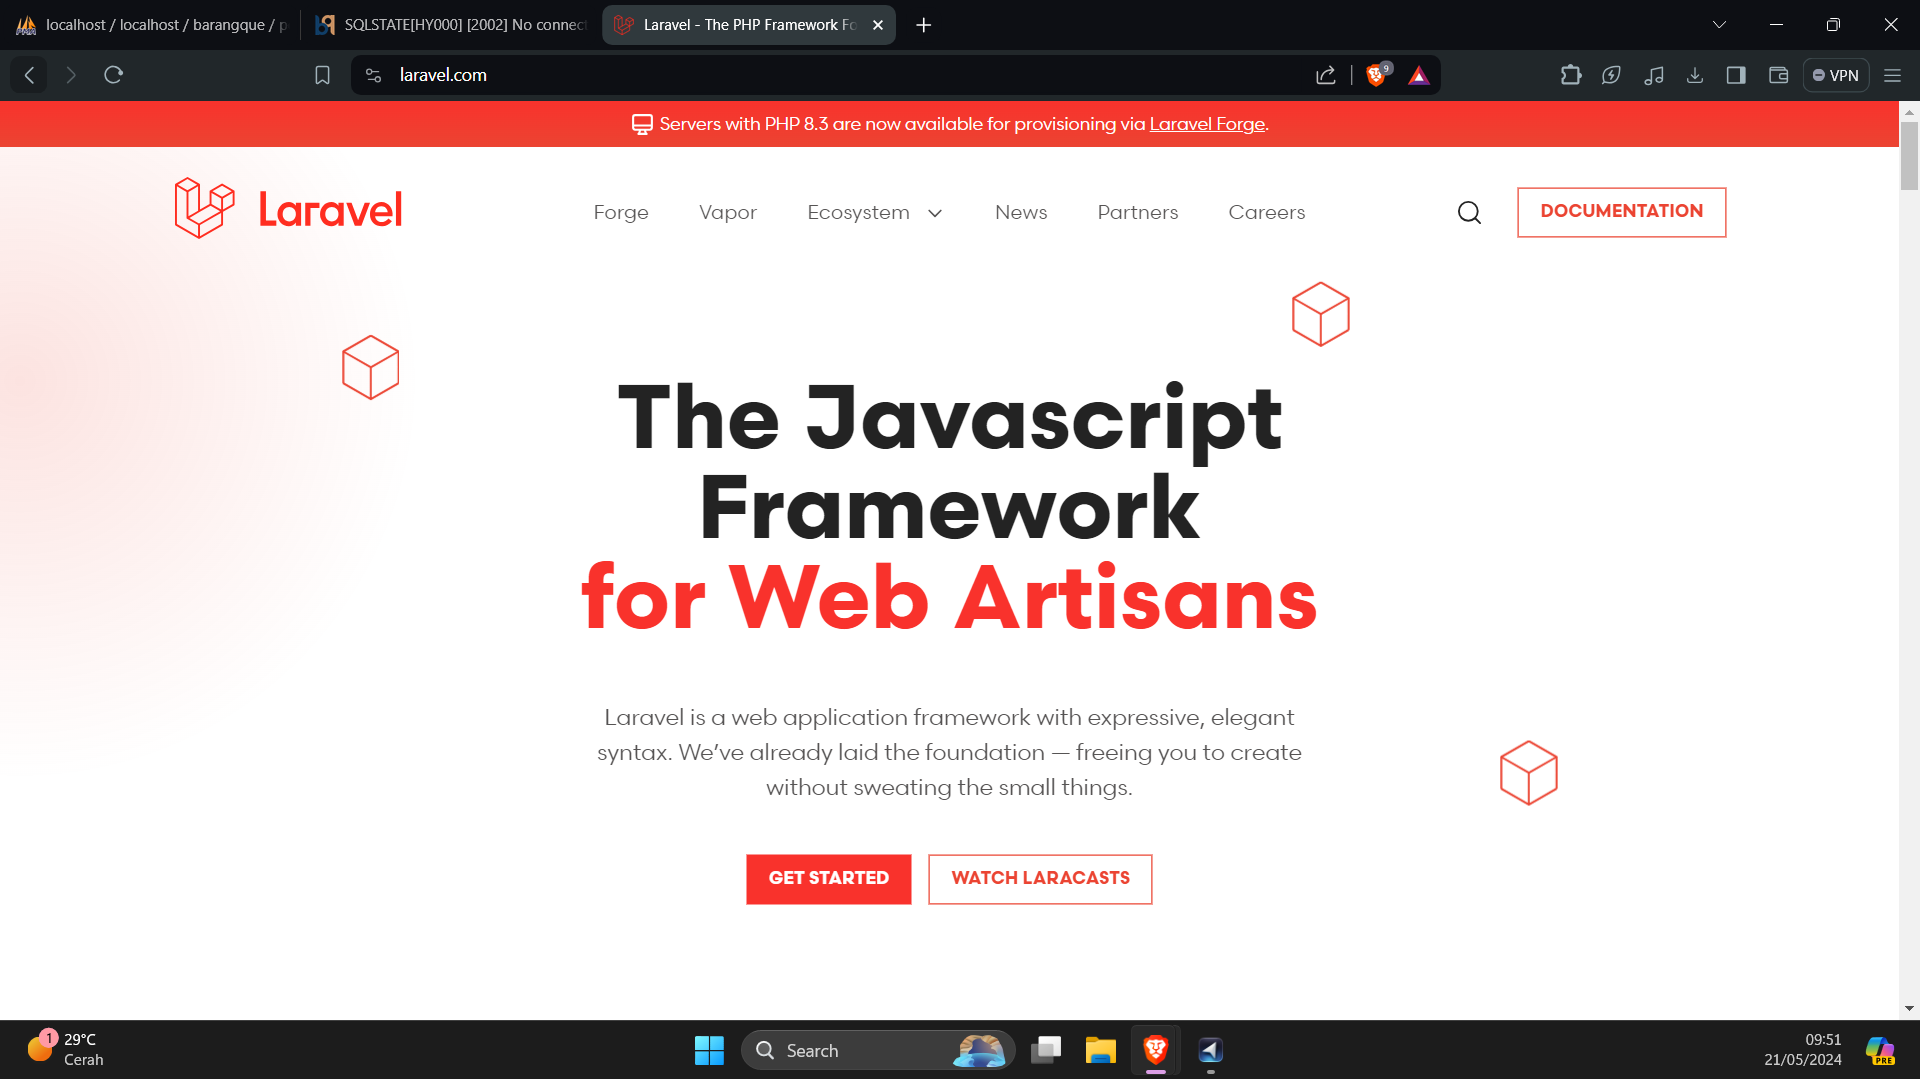 localhost / localhost / barangque / p
SQLSTATE[HY000] [2002] No connect
Laravel - The PHP Framework Fo
laravel.com
9
VPN
Servers with PHP 8.3 are now available for provisioning via Laravel Forge.
Laravel
Forge
Vapor
Ecosystem
News
Partners
Careers
DOCUMENTATION
The Javascript
Framework
for Web Artisans
Laravel is a web application framework with expressive, elegant
syntax. We’ve already laid the foundation — freeing you to create
without sweating the small things.
GET STARTED
WATCH LARACASTS
1
29°C
Cerah
Search
09:51
21/05/2024
PRE